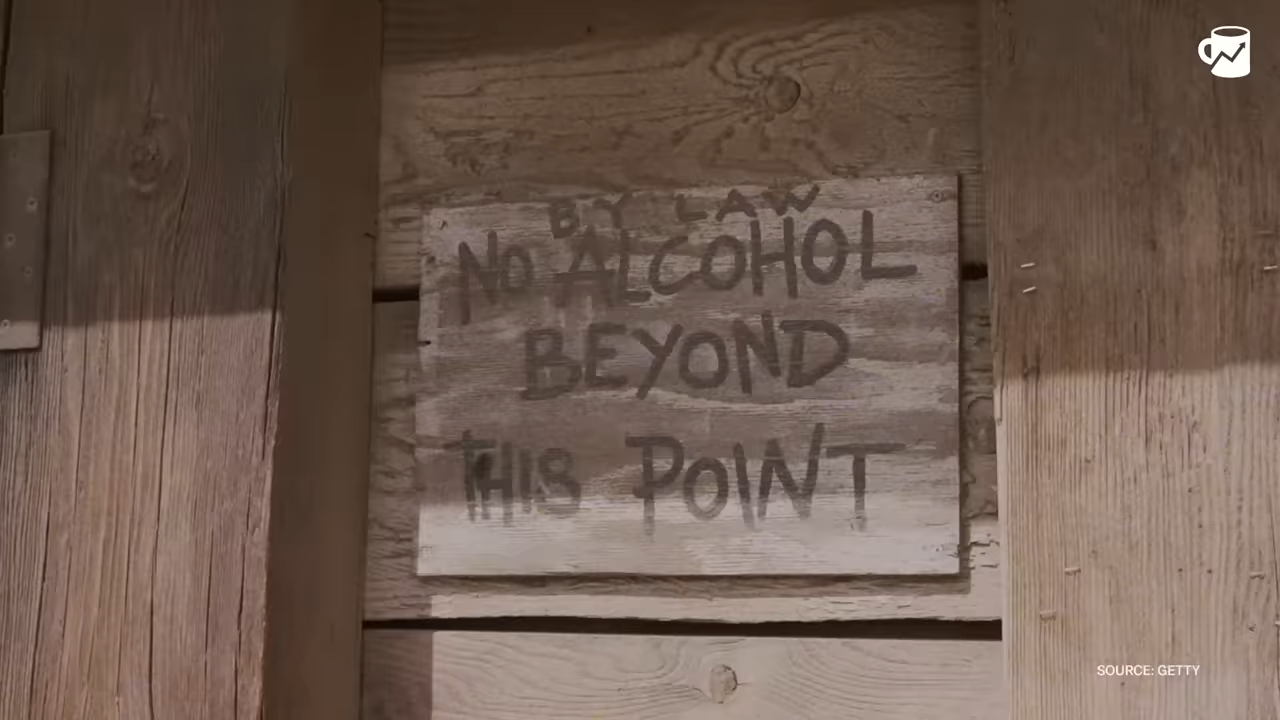 BY LAW
NO ALCOHOL
BEYOND
THIS POINT
SOURCE: GETTY